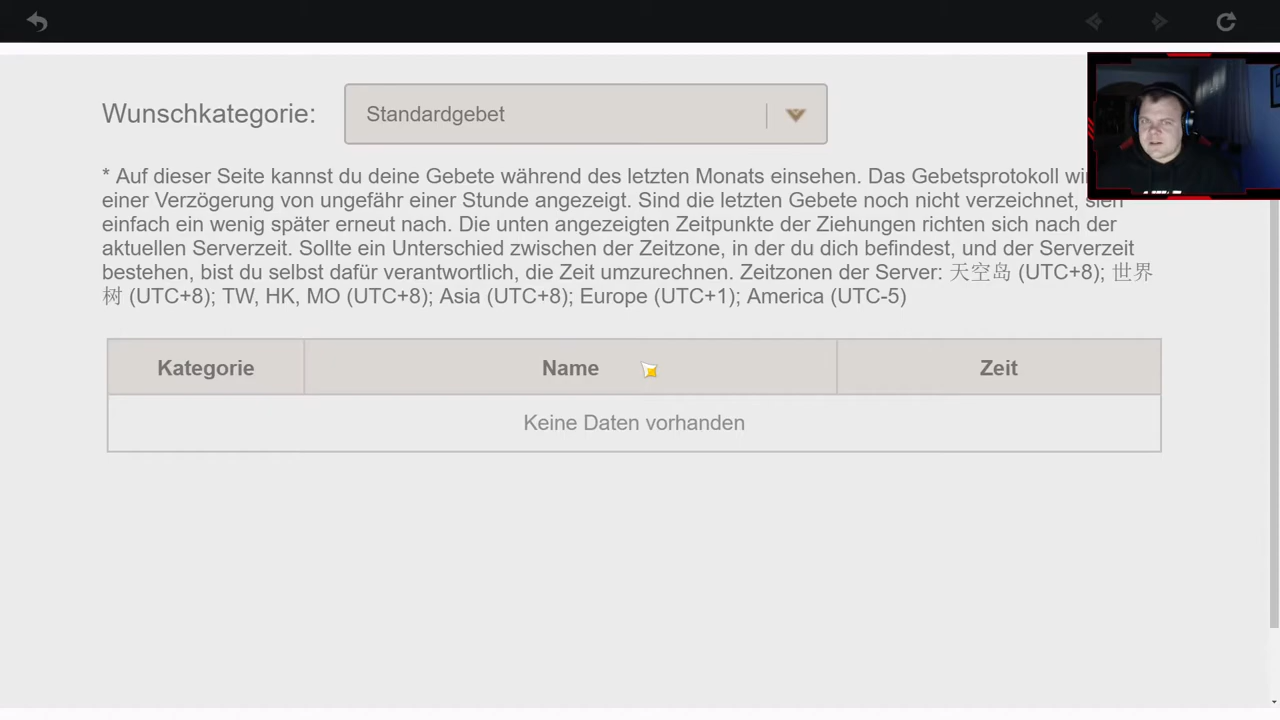 Wunschkategorie:
Standardgebet
* Auf dieser Seite kannst du deine Gebete während des letzten Monats einsehen. Das Gebetsprotokoll
einer Verzögerung von ungefähr einer Stunde angezeigt. Sind die letzten Gebete noch nicht verzeichnet,
einfach ein wenig später erneut nach. Die unten angezeigten Zeitpunkte der Ziehungen richten sich nach der
aktuellen Serverzeit. Sollte ein Unterschied zwischen der Zeitzone, in der du dich befindest, und der Serverzeit
bestehen, bist du selbst dafür verantwortlich, die Zeit umzurechnen. Zeitzonen der Server: 天空岛 (UTC+8); 世界
树 (UTC+8); TW, HK, MO (UTC+8); Asia (UTC+8); Europe (UTC+1); America (UTC-5)
Kategorie
Name
Zeit
Keine Daten vorhanden